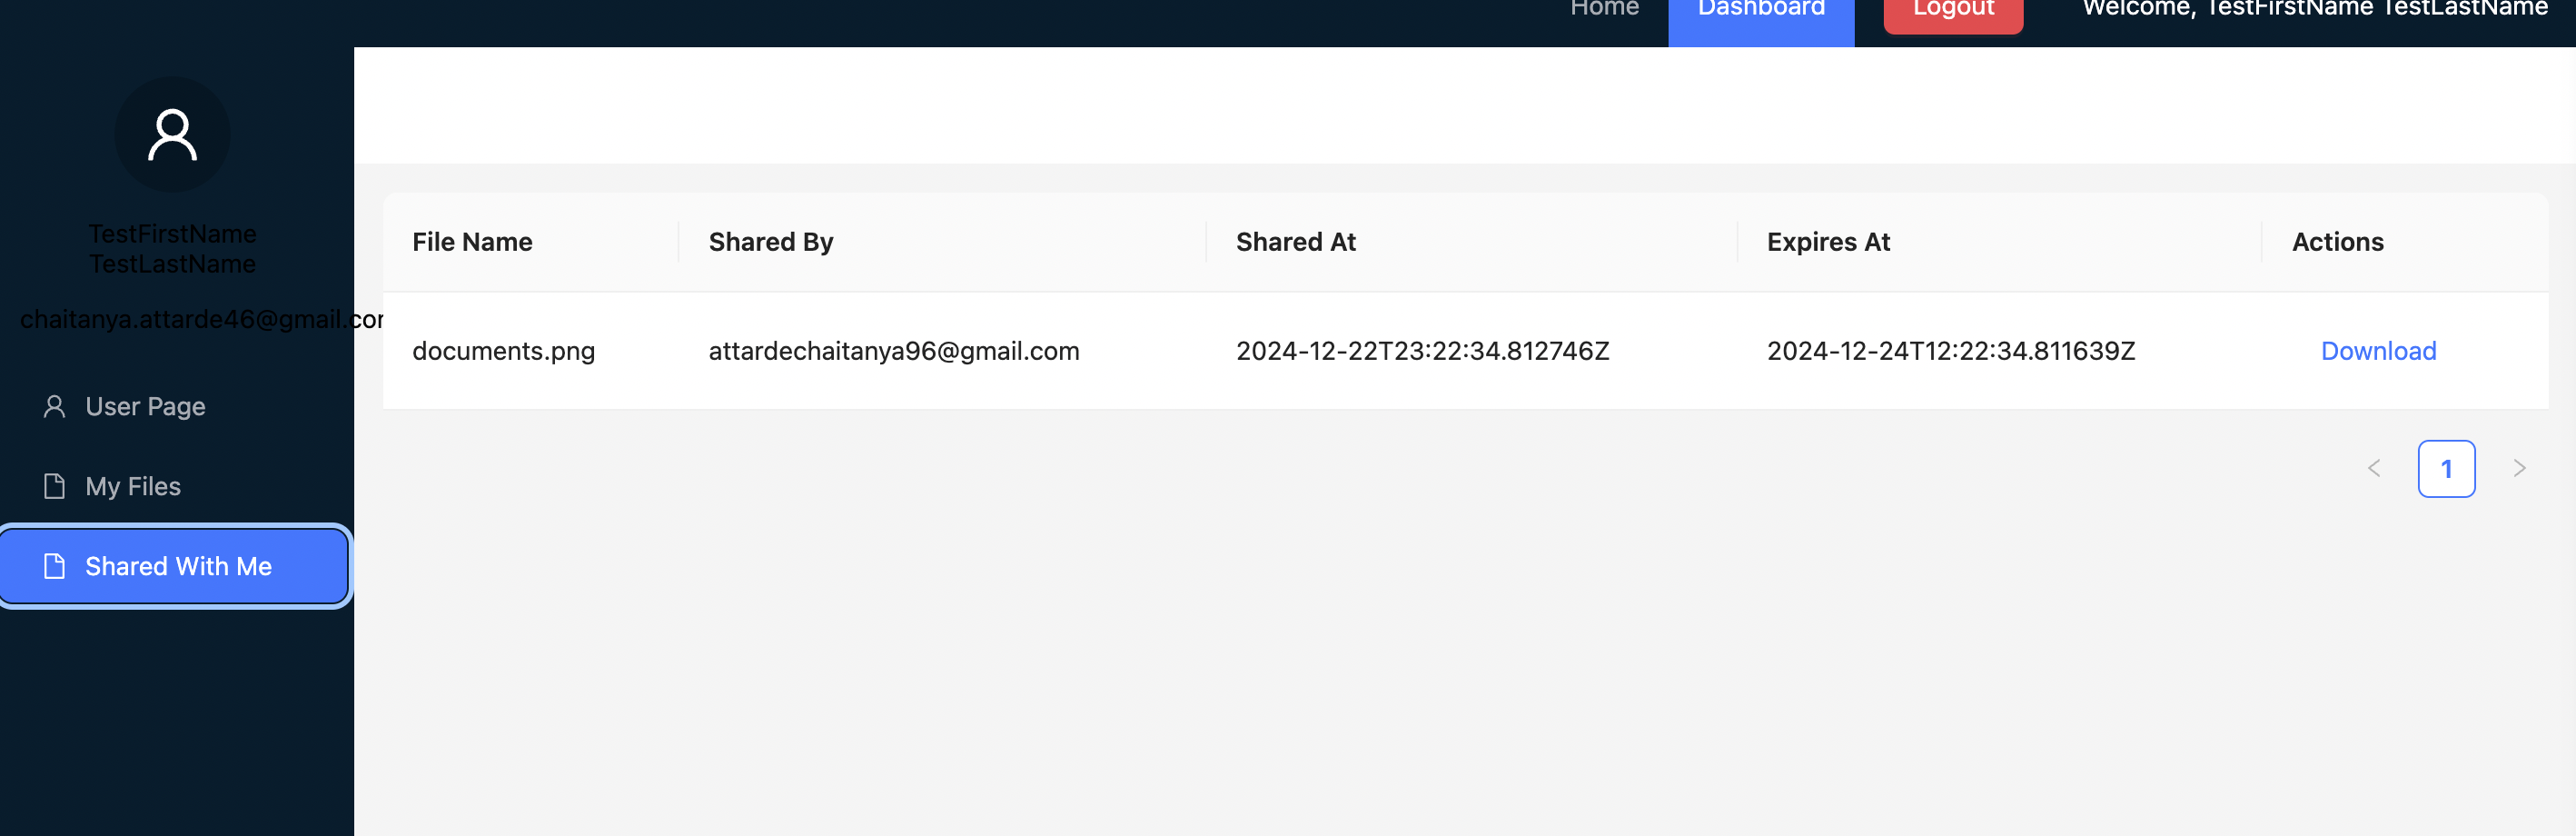 Home Dashboard Logout Welcome, TestFirstName TestLastName
TestFirstName
TestLastName
chaitanya.attarde46@gmail.com
User Page
My Files
Shared With Me
File Name Shared By Shared At Expires At Actions
documents.png attardechaitanya96@gmail.com 2024-12-22T23:22:34.812746Z 2024-12-24T12:22:34.811639Z Download
< 1 >